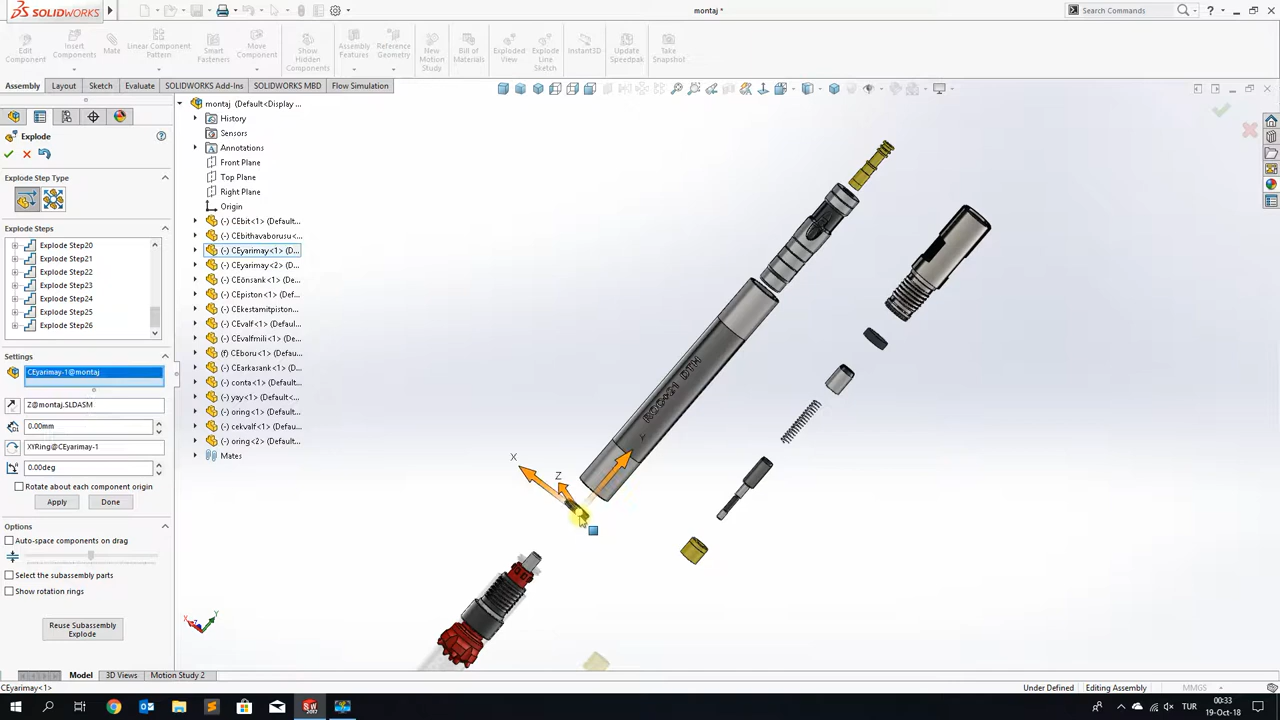 SOLIDWORKS
montaj *
Search Commands
Edit Component
Insert Components
Mate
Linear Component Pattern
Smart Fasteners
Move Component
Show Hidden Components
Assembly Features
Reference Geometry
New Motion Study
Bill of Materials
Exploded View
Explode Line Sketch
Instant3D
Update Speedpak
Take Snapshot
Assembly
Layout
Sketch
Evaluate
SOLIDWORKS Add-Ins
SOLIDWORKS MBD
Flow Simulation
Explode
Explode Step Type
Explode Steps
Explode Step20
Explode Step21
Explode Step22
Explode Step23
Explode Step24
Explode Step25
Explode Step26
Settings
CEyarimay-1@montaj
Z@montaj.SLDASM
0.00mm
XYRing@CEyarimay-1
0.00deg
Rotate about each component origin
Apply
Done
Options
Auto-space components on drag
Select the subassembly parts
Show rotation rings
Reuse Subassembly Explode
montaj (Default<Display ...
History
Sensors
Annotations
Front Plane
Top Plane
Right Plane
Origin
(-) CEbit<1> (Default...
(-) CEbithavaborusu<...
(-) CEyarimay<1> (D...
(-) CEyarimay<2> (D...
(-) CEönsank<1> (De...
(-) CEpiston<1> (Def...
(-) CEkestamitpiston...
(-) CEvalf<1> (Defau...
(-) CEvalfmili<1> (De...
(f) CEboru<1> (Defau...
(-) CEarkasank<1> (D...
(-) conta<1> (Defaul...
(-) yay<1> (Default<...
(-) oring<1> (Defaul...
(-) cekvalf<1> (Defa...
(-) oring<2> (Defaul...
Mates
X
Z
X
Y
Z
Model
3D Views
Motion Study 2
CEyarimay<1>
Under Defined
Editing Assembly
MMGS
TUR
00:33
19-Oct-18